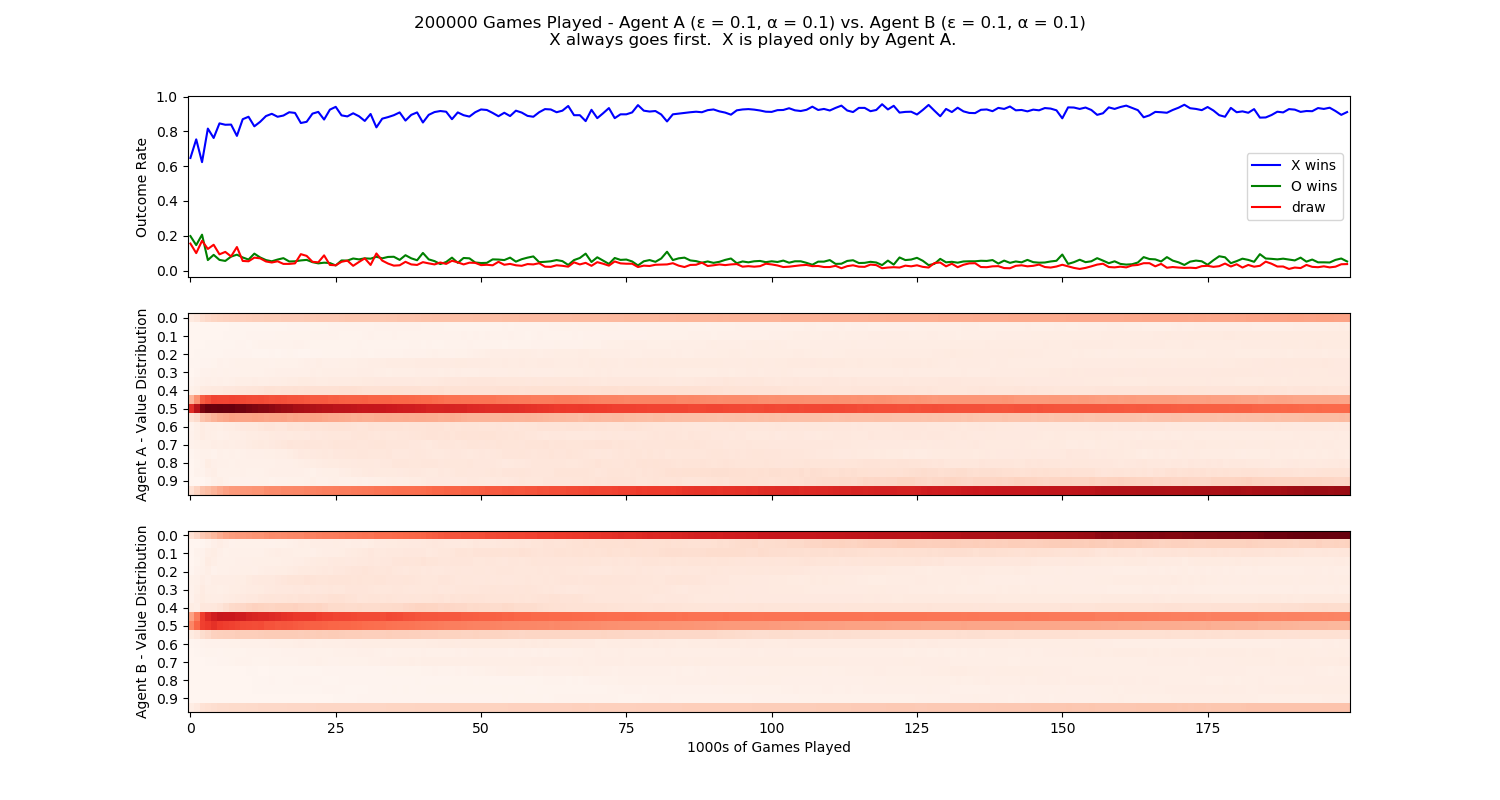 200000 Games Played - Agent A (ε = 0.1, α = 0.1) vs. Agent B (ε = 0.1, α = 0.1)
X always goes first.  X is played only by Agent A.
Outcome Rate
1.0
0.8
0.6
0.4
0.2
0.0
X wins
O wins
draw
Agent A - Value Distribution
0.0
0.1
0.2
0.3
0.4
0.5
0.6
0.7
0.8
0.9
Agent B - Value Distribution
0.0
0.1
0.2
0.3
0.4
0.5
0.6
0.7
0.8
0.9
0 25 50 75 100 125 150 175
1000s of Games Played